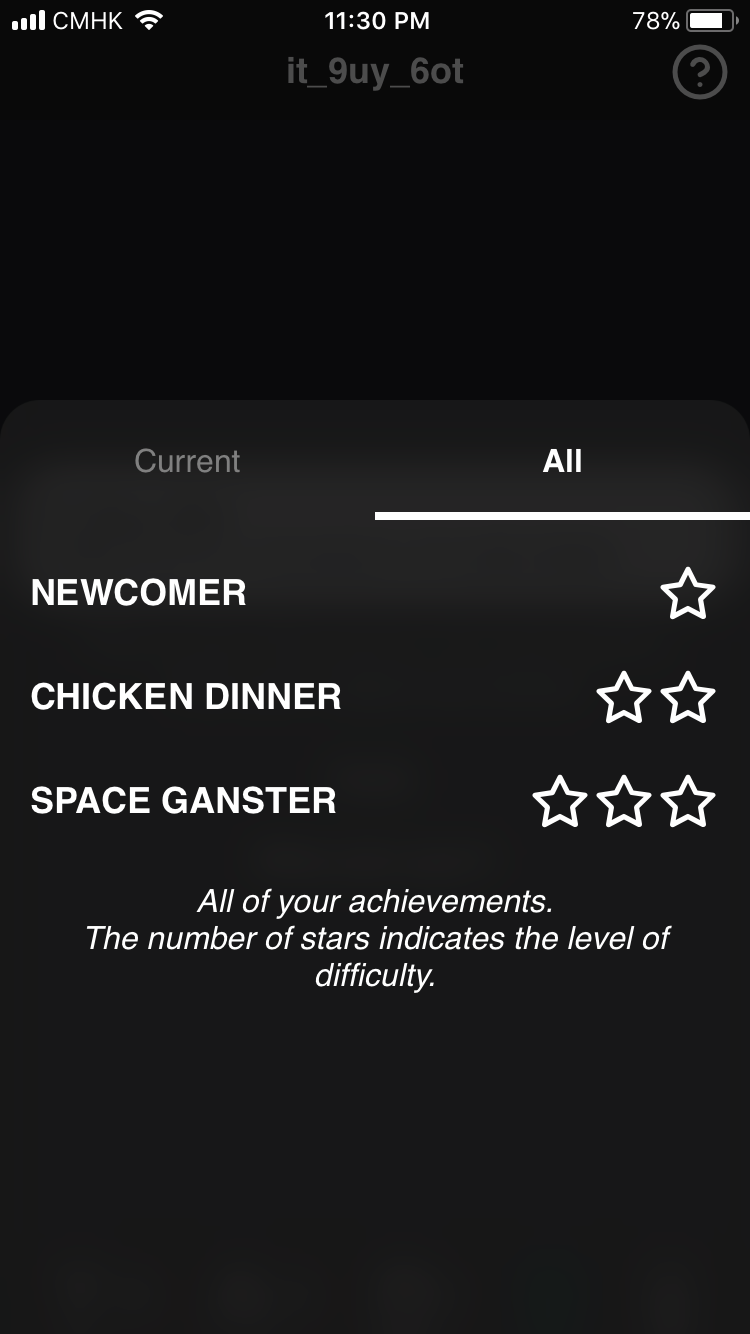 CMHK 11:30 PM 78%
it_9uy_6ot
Current All
NEWCOMER
CHICKEN DINNER
SPACE GANSTER
All of your achievements.
The number of stars indicates the level of
difficulty.